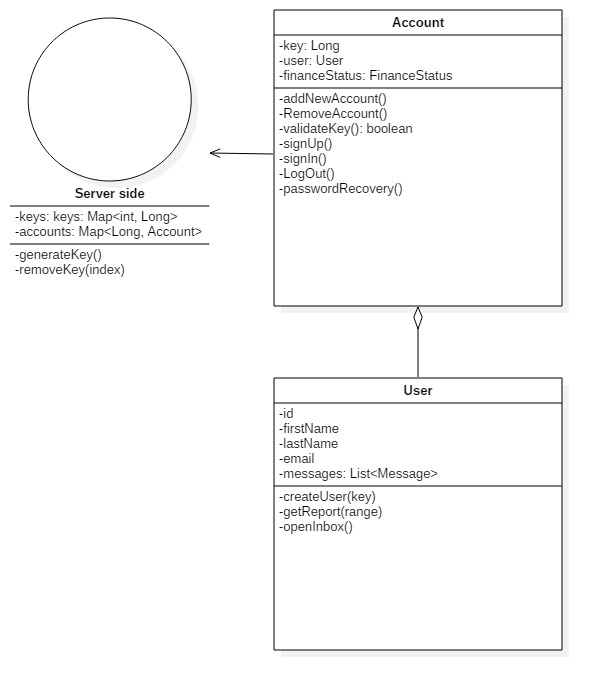 Account
-key: Long
-user: User
-financeStatus: FinanceStatus
-addNewAccount()
-RemoveAccount()
-validateKey(): boolean
-signUp()
-signIn()
-LogOut()
-passwordRecovery()
Server side
-keys: keys: Map<int, Long>
-accounts: Map<Long, Account>
-generateKey()
-removeKey(index)
User
-id
-firstName
-lastName
-email
-messages: List<Message>
-createUser(key)
-getReport(range)
-openInbox()